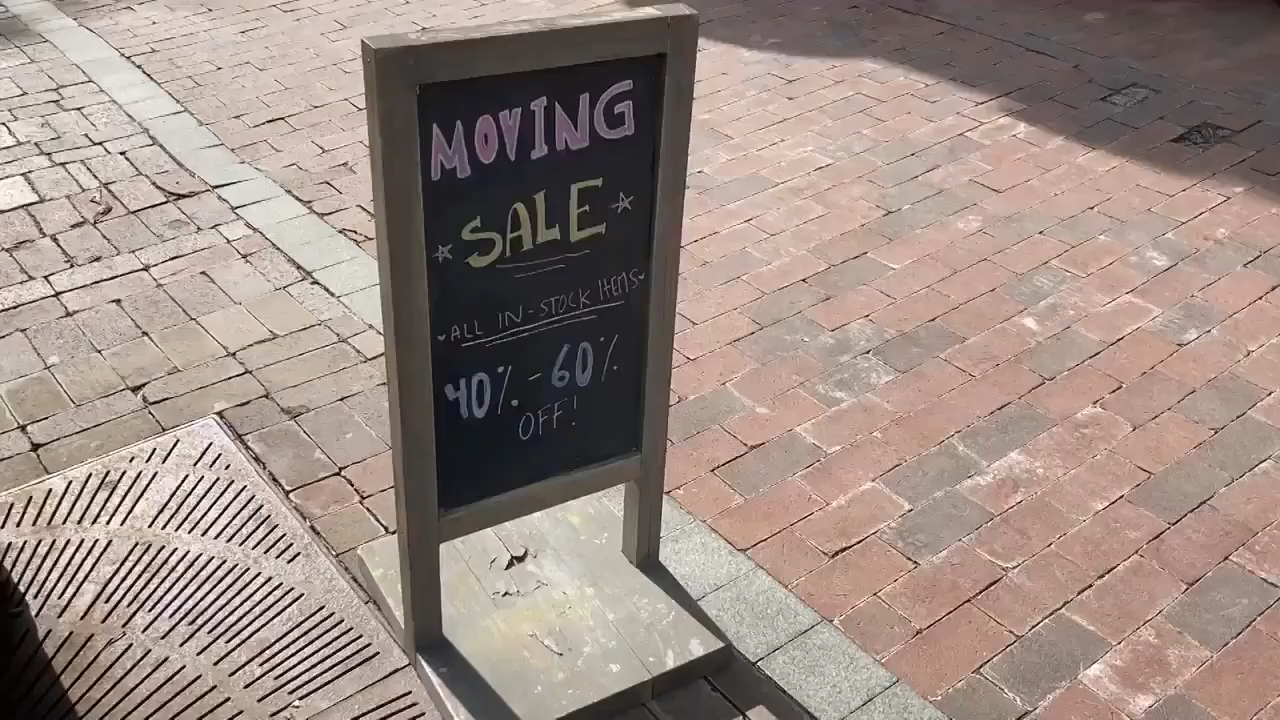 MOVING
SALE
ALL IN-STOCK ITEMS
40% - 60%
OFF!